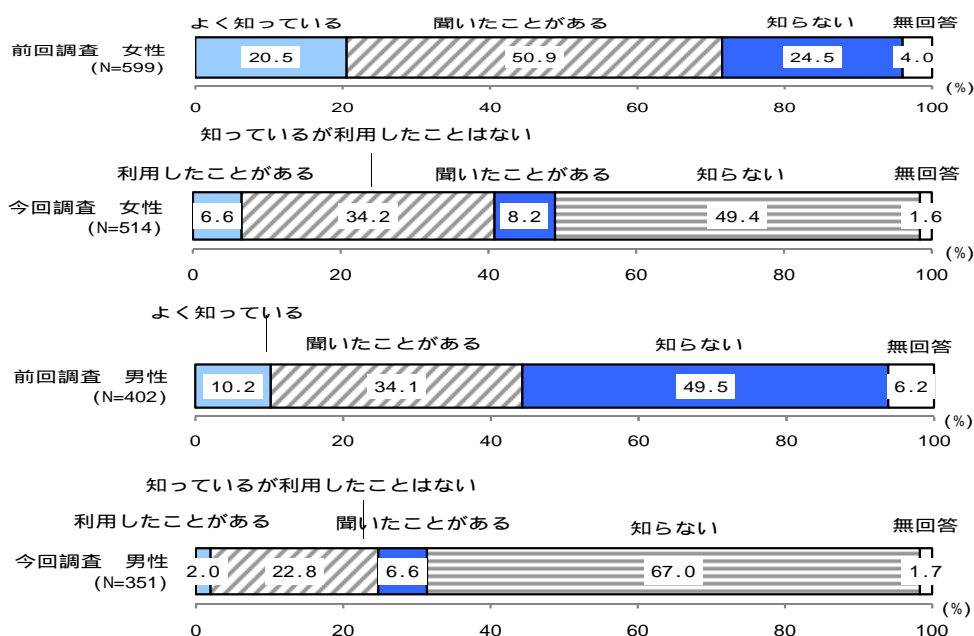 よく知っている 聞いたことがある 知らない 無回答
前回調査 女性
(N=599)
20.5 50.9 24.5 4.0
(%)
0 20 40 60 80 100
知っているが利用したことはない
利用したことがある 聞いたことがある 知らない 無回答
今回調査 女性
(N=514)
6.6 34.2 8.2 49.4 1.6
(%)
0 20 40 60 80 100
よく知っている
聞いたことがある 知らない 無回答
前回調査 男性
(N=402)
10.2 34.1 49.5 6.2
(%)
0 20 40 60 80 100
知っているが利用したことはない
利用したことがある 聞いたことがある 知らない 無回答
今回調査 男性
(N=351)
2.0 22.8 6.6 67.0 1.7
(%)
0 20 40 60 80 100